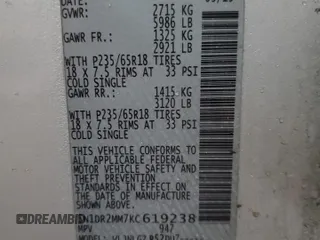 GVWR: 2715 KG
5986 LB
GAWR FR.: 1325 KG
2921 LB
WITH P235/65R18 TIRES
18 X 7.5 RIMS AT 33 PSI
COLD SINGLE
GAWR RR.: 1415 KG
3120 LB
WITH P235/65R18 TIRES
18 X 7.5 RIMS AT 33 PSI
COLD SINGLE
THIS VEHICLE CONFORMS TO ALL
APPLICABLE U.S. FEDERAL
MOTOR VEHICLE SAFETY AND
THEFT PREVENTION STANDARDS
IN EFFECT ON THE
DATE OF MANUFACTURE
SHOWN ABOVE.
5N1DR2MM7KC619238
MPV 947
DREAMBID.COM